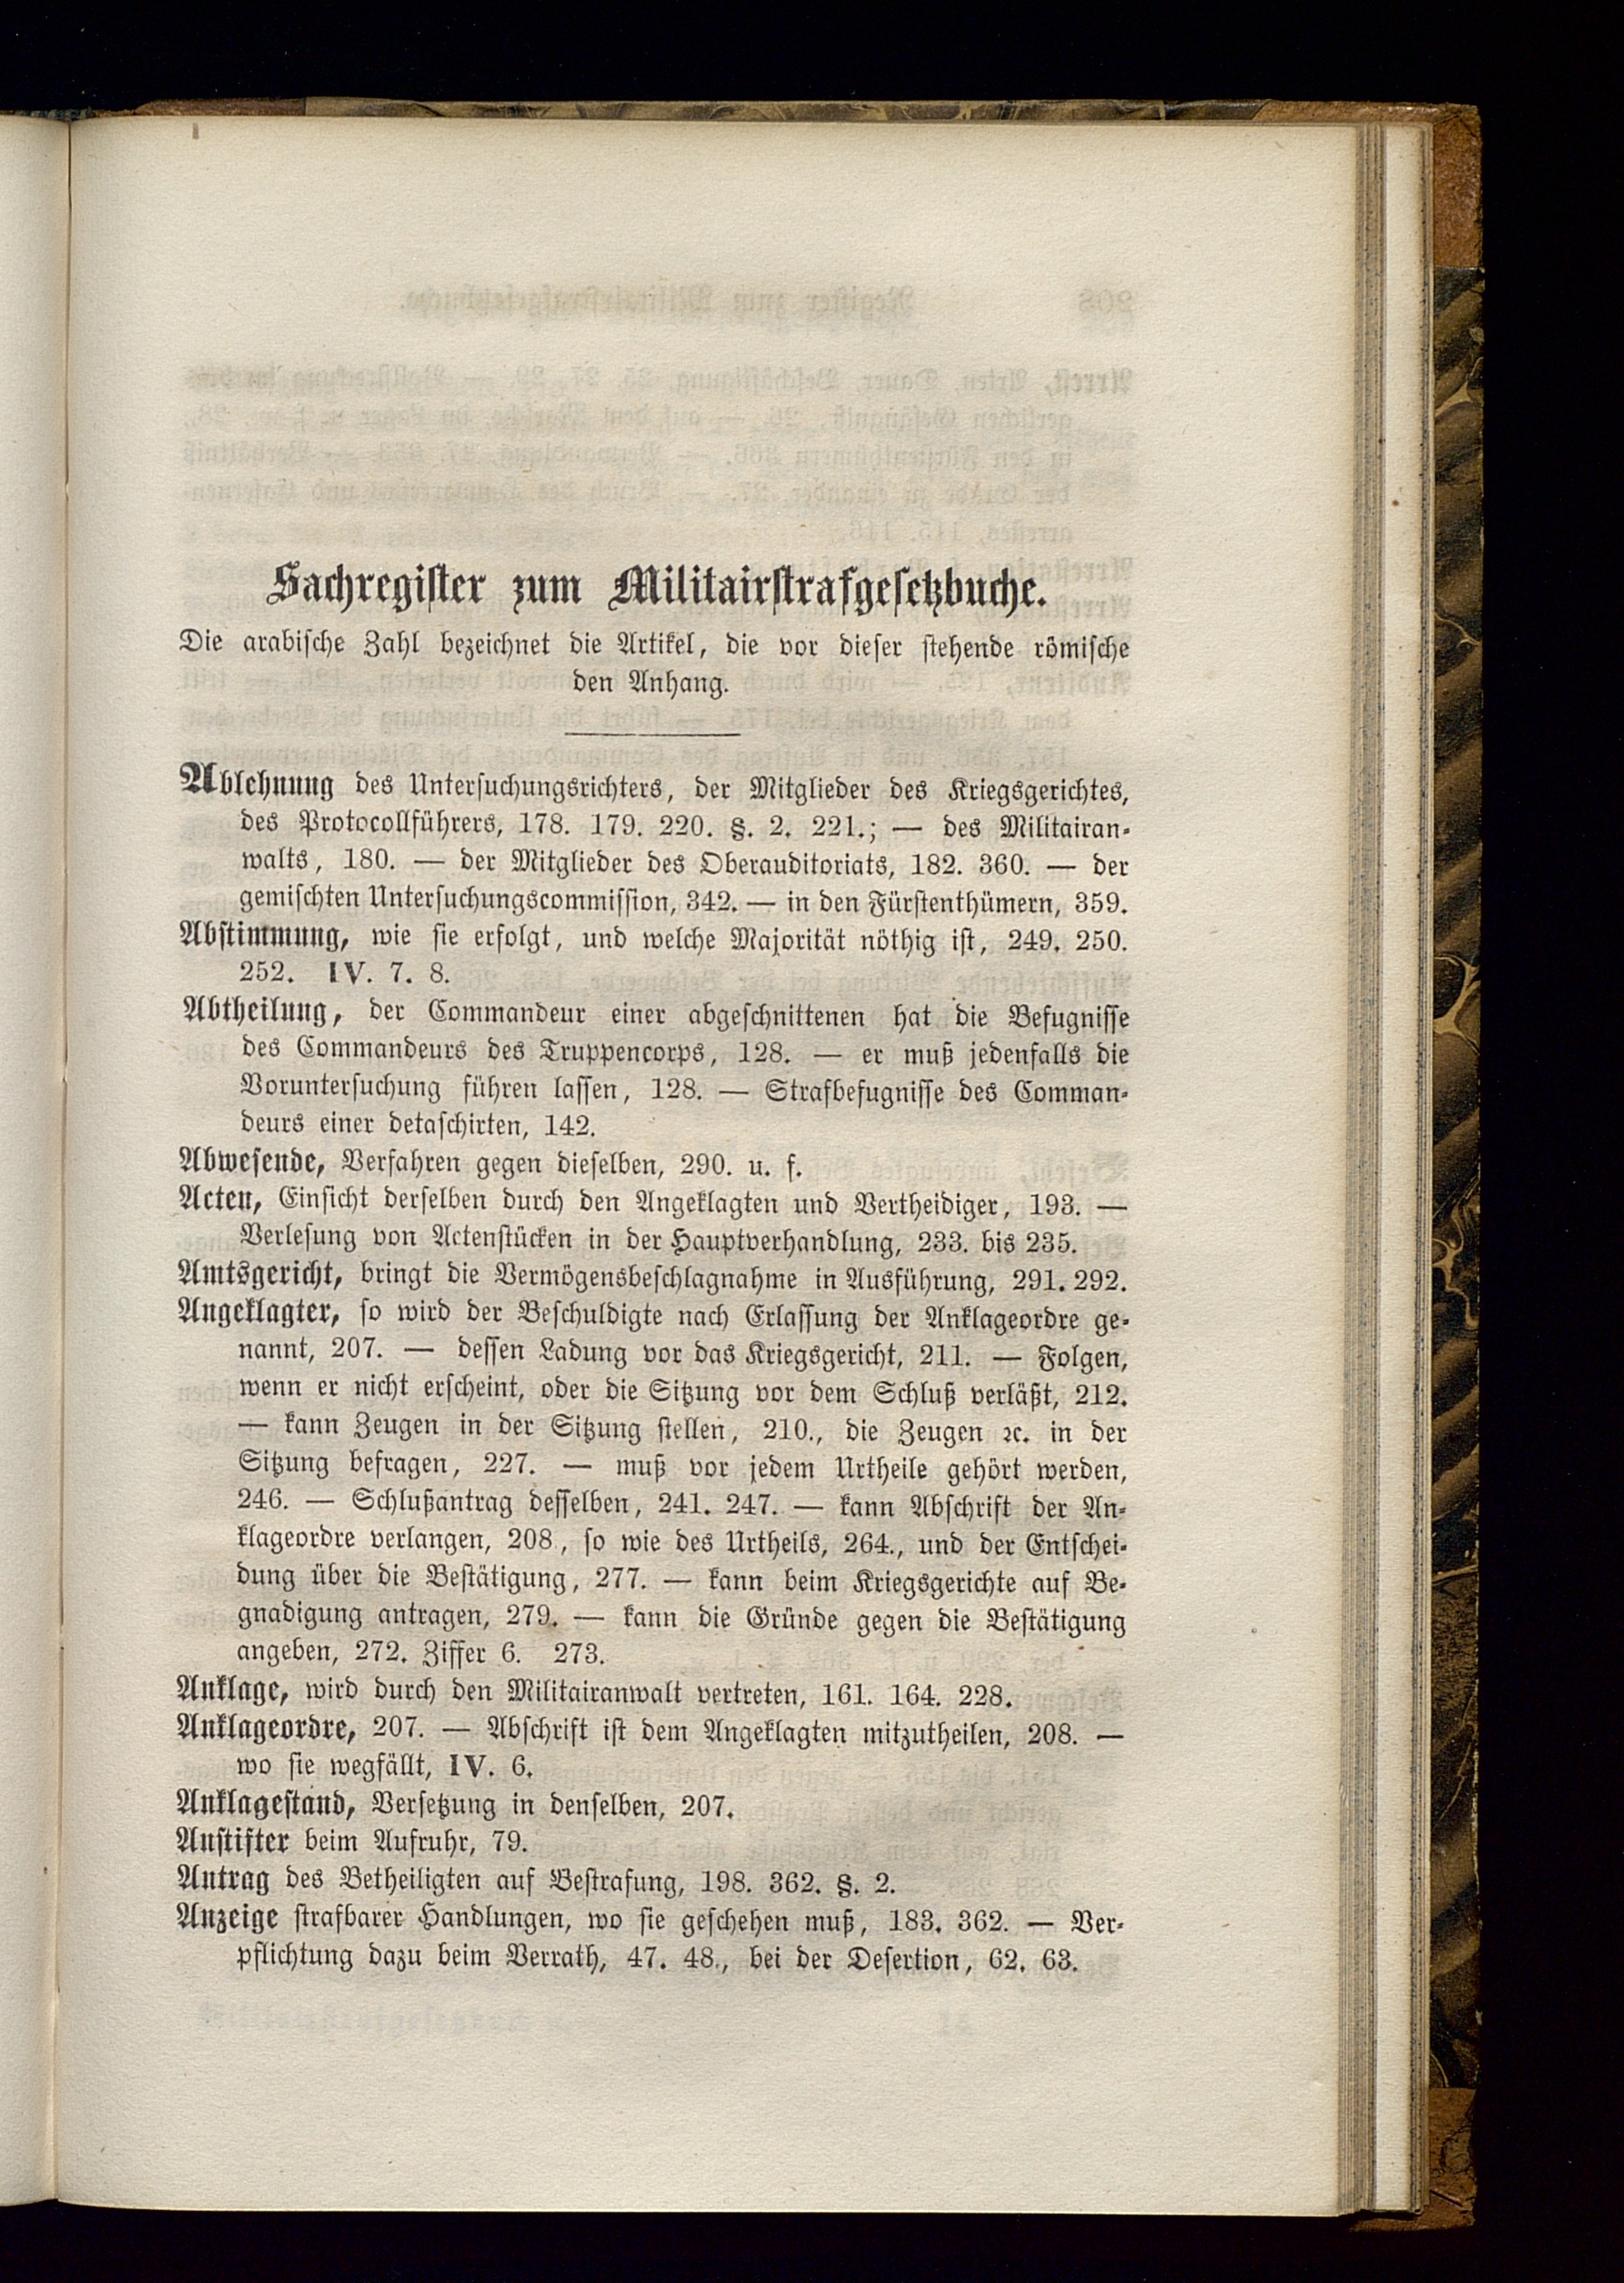 Sachregister zum Militairstrafgesetzbuche.
Die arabische Zahl bezeichnet die Artikel, die vor dieser stehende römische
den Anhang.
Ablehnung des Untersuchungsrichters, der Mitglieder des Kriegsgerichtes,
des Protocollführers, 178. 179. 220. §. 2. 221.; — des Militairan-
walts, 180. — der Mitglieder des Oberauditoriats, 182. 360. — der
gemischten Untersuchungscommission, 342. — in den Fürstenthümern, 359.
Abstimmung, wie sie erfolgt, und welche Majorität nöthig ist, 249. 250.
252. IV. 7. 8.
Abtheilung, der Commandeur einer abgeschnittenen hat die Befugnisse
des Commandeurs des Truppencorps, 128. — er muß jedenfalls die
Voruntersuchung führen lassen, 128. — Strafbefugnisse des Comman-
deurs einer detaschirten, 142.
Abwesende, Verfahren gegen dieselben, 290. u. f.
Acten, Einsicht derselben durch den Angeklagten und Vertheidiger, 193. —
Verlesung von Actenstücken in der Hauptverhandlung, 233. bis 235.
Amtsgericht, bringt die Vermögensbeschlagnahme in Ausführung, 291. 292.
Angeklagter, so wird der Beschuldigte nach Erlassung der Anklageordre ge-
nannt, 207. — dessen Ladung vor das Kriegsgericht, 211. — Folgen,
wenn er nicht erscheint, oder die Sitzung vor dem Schluß verläßt, 212.
— kann Zeugen in der Sitzung stellen, 210., die Zeugen ꝛc. in der
Sitzung befragen, 227. — muß vor jedem Urtheile gehört werden,
246. — Schlußantrag desselben, 241. 247. — kann Abschrift der An-
klageordre verlangen, 208., so wie des Urtheils, 264., und der Entschei-
dung über die Bestätigung, 277. — kann beim Kriegsgerichte auf Be-
gnadigung antragen, 279. — kann die Gründe gegen die Bestätigung
angeben, 272. Ziffer 6. 273.
Anklage, wird durch den Militairanwalt vertreten, 161. 164. 228.
Anklageordre, 207. — Abschrift ist dem Angeklagten mitzutheilen, 208. —
wo sie wegfällt, IV. 6.
Anklagestand, Versetzung in denselben, 207.
Anstifter beim Aufruhr, 79.
Antrag des Betheiligten auf Bestrafung, 198. 362. §. 2.
Anzeige strafbarer Handlungen, wo sie geschehen muß, 183. 362. — Ver-
pflichtung dazu beim Verrath, 47. 48., bei der Desertion, 62. 63.